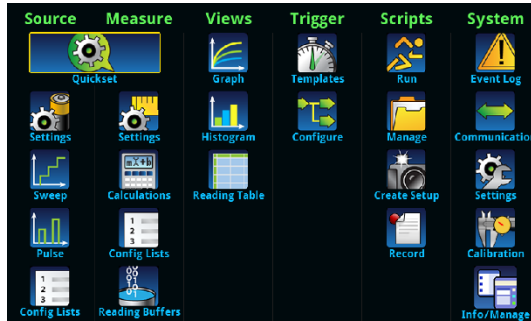 Source Measure Views Trigger Scripts System
Quickset Graph Templates Run Event Log
Settings Settings Histogram Configure Manage Communication
Sweep Calculations Reading Table Create Setup Settings
Pulse Config Lists Record Calibration
Config Lists Reading Buffers Info/Manage